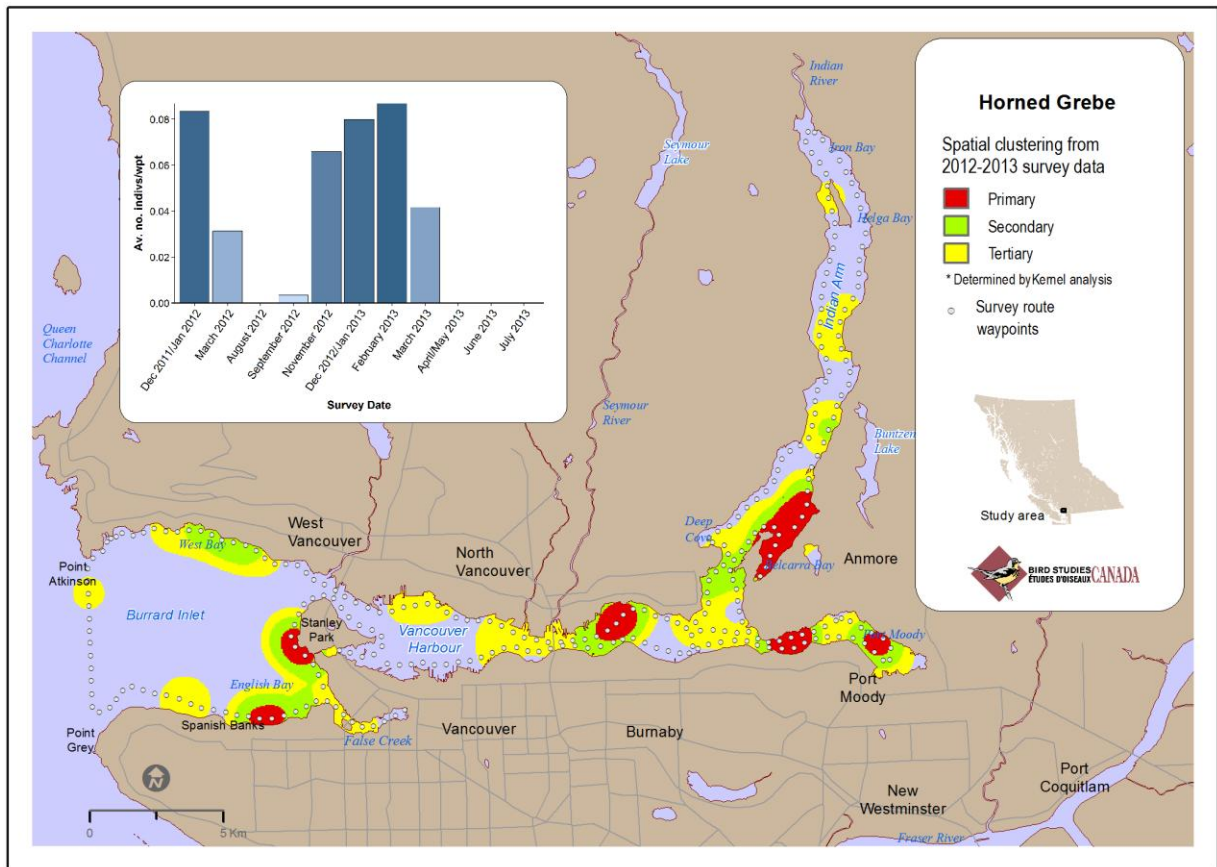 Horned Grebe
Spatial clustering from
2012-2013 survey data
Primary
Secondary
Tertiary
* Determined by Kernel analysis
Survey route
waypoints
Study area
BIRD STUDIES
ÉTUDES D'OISEAUX
CANADA
Av. no. indivs/wpt
0.08
0.06
0.04
0.02
0.00
Dec 2011/Jan 2012
March 2012
August 2012
September 2012
November 2012
Dec 2012/Jan 2013
February 2013
March 2013
April/May 2013
June 2013
July 2013
Survey Date
Indian
River
Seymour
Lake
Iron Bay
Helga Bay
Indian Arm
Queen
Charlotte
Channel
Seymour
River
Buntzen
Lake
West
Vancouver
West Bay
North
Vancouver
Deep
Cove
Belcarra Bay
Anmore
Point
Atkinson
Burrard Inlet
Stanley
Park
Vancouver
Harbour
Port Moody
English Bay
Port
Moody
Spanish Banks
Vancouver
Burnaby
False Creek
Point
Grey
N
0
5 Km
New
Westminster
Port
Coquitlam
Fraser River